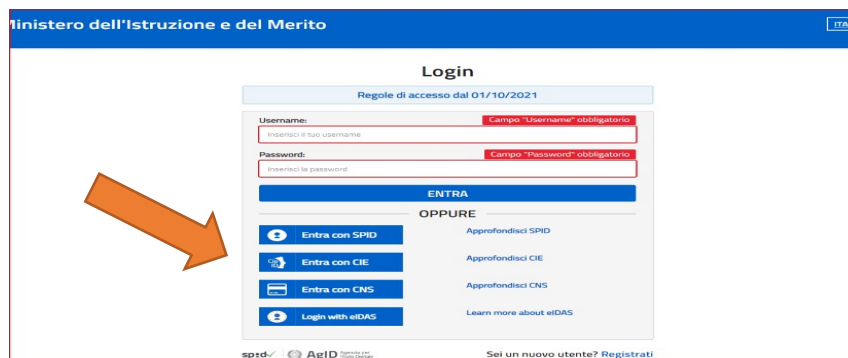 Ministero dell'Istruzione e del Merito
ITA
Login
Regole di accesso dal 01/10/2021
Username: Campo "Username" obbligatorio
Inserisci il tuo username
Password: Campo "Password" obbligatorio
Inserisci la password
ENTRA
OPPURE
Entra con SPID Approfondisci SPID
Entra con CIE Approfondisci CIE
Entra con CNS Approfondisci CNS
Login with eIDAS Learn more about eIDAS
sp:d AgID Sei un nuovo utente? Registrati